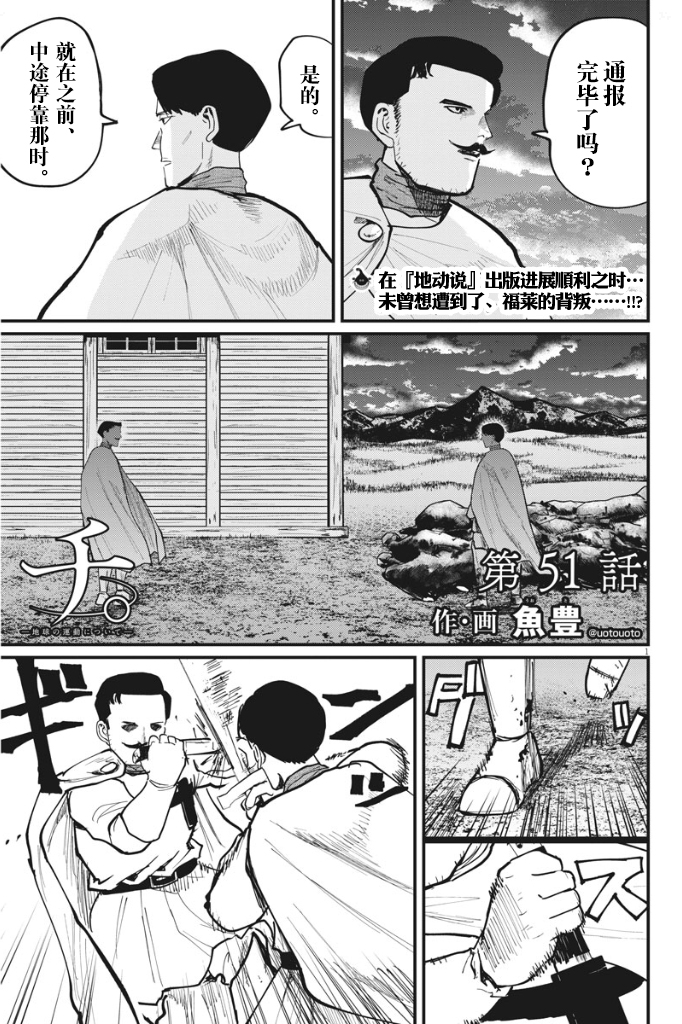 通报
完毕了吗？
是的。
就在之前、
中途停靠那时。
在『地动说』出版进展順利之时…
未曾想遭到了、福莱的背叛……!!?
チ。
―地球の運動について―
第51話
作・画 魚豊
@uotouoto
1
ダッ
ス
ギン